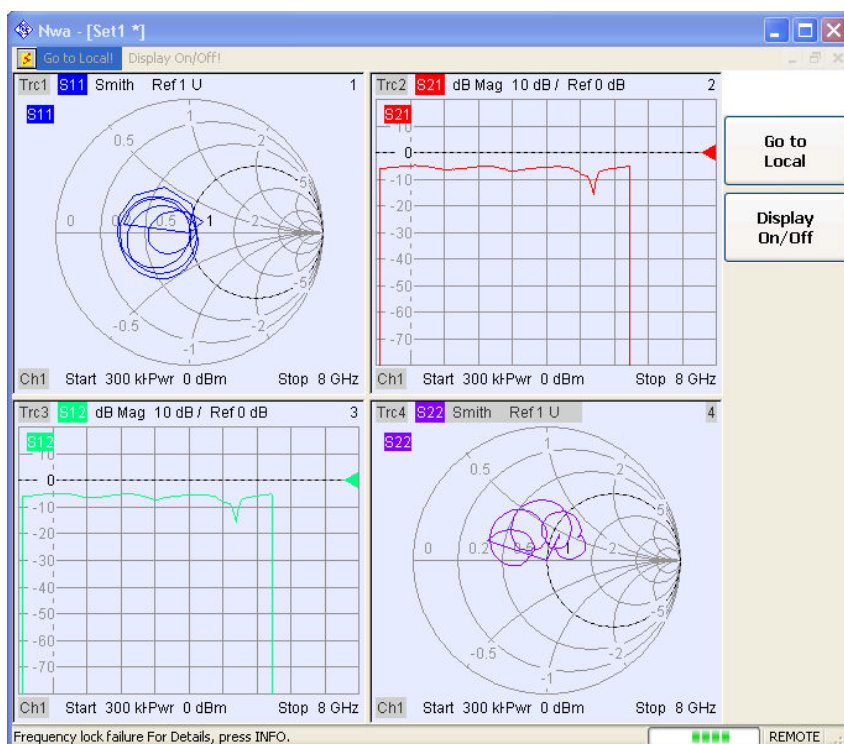 Nwa - [Set1 *]
Go to Local! Display On/Off!
Trc1 S11 Smith Ref 1 U 1
S11
1
0.5 2
5
0 0.2 0.5 1 2
-5
-0.5 -2
-1
Ch1 Start 300 kHz Pwr 0 dBm Stop 8 GHz
Trc2 S21 dB Mag 10 dB / Ref 0 dB 2
S21
10
0
-10
-20
-30
-40
-50
-60
-70
Ch1 Start 300 kHz Pwr 0 dBm Stop 8 GHz
Go to
Local
Display
On/Off
Trc3 S12 dB Mag 10 dB / Ref 0 dB 3
S12
10
0
-10
-20
-30
-40
-50
-60
-70
Ch1 Start 300 kHz Pwr 0 dBm Stop 8 GHz
Trc4 S22 Smith Ref 1 U 4
S22
1
0.5 2
5
0 0.2 0.5 1 2
-5
-0.5 -2
-1
Ch1 Start 300 kHz Pwr 0 dBm Stop 8 GHz
Frequency lock failure For Details, press INFO.
REMOTE